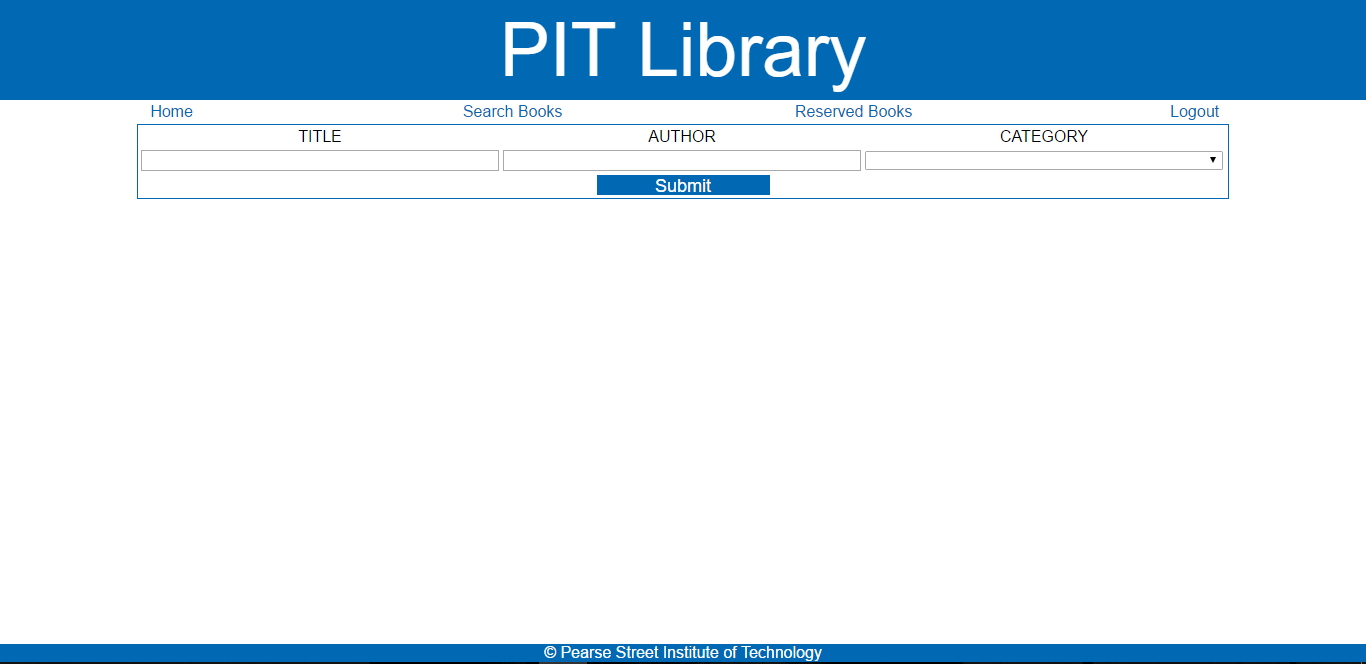 PIT Library
Home Search Books Reserved Books Logout
TITLE AUTHOR CATEGORY
Submit
© Pearse Street Institute of Technology